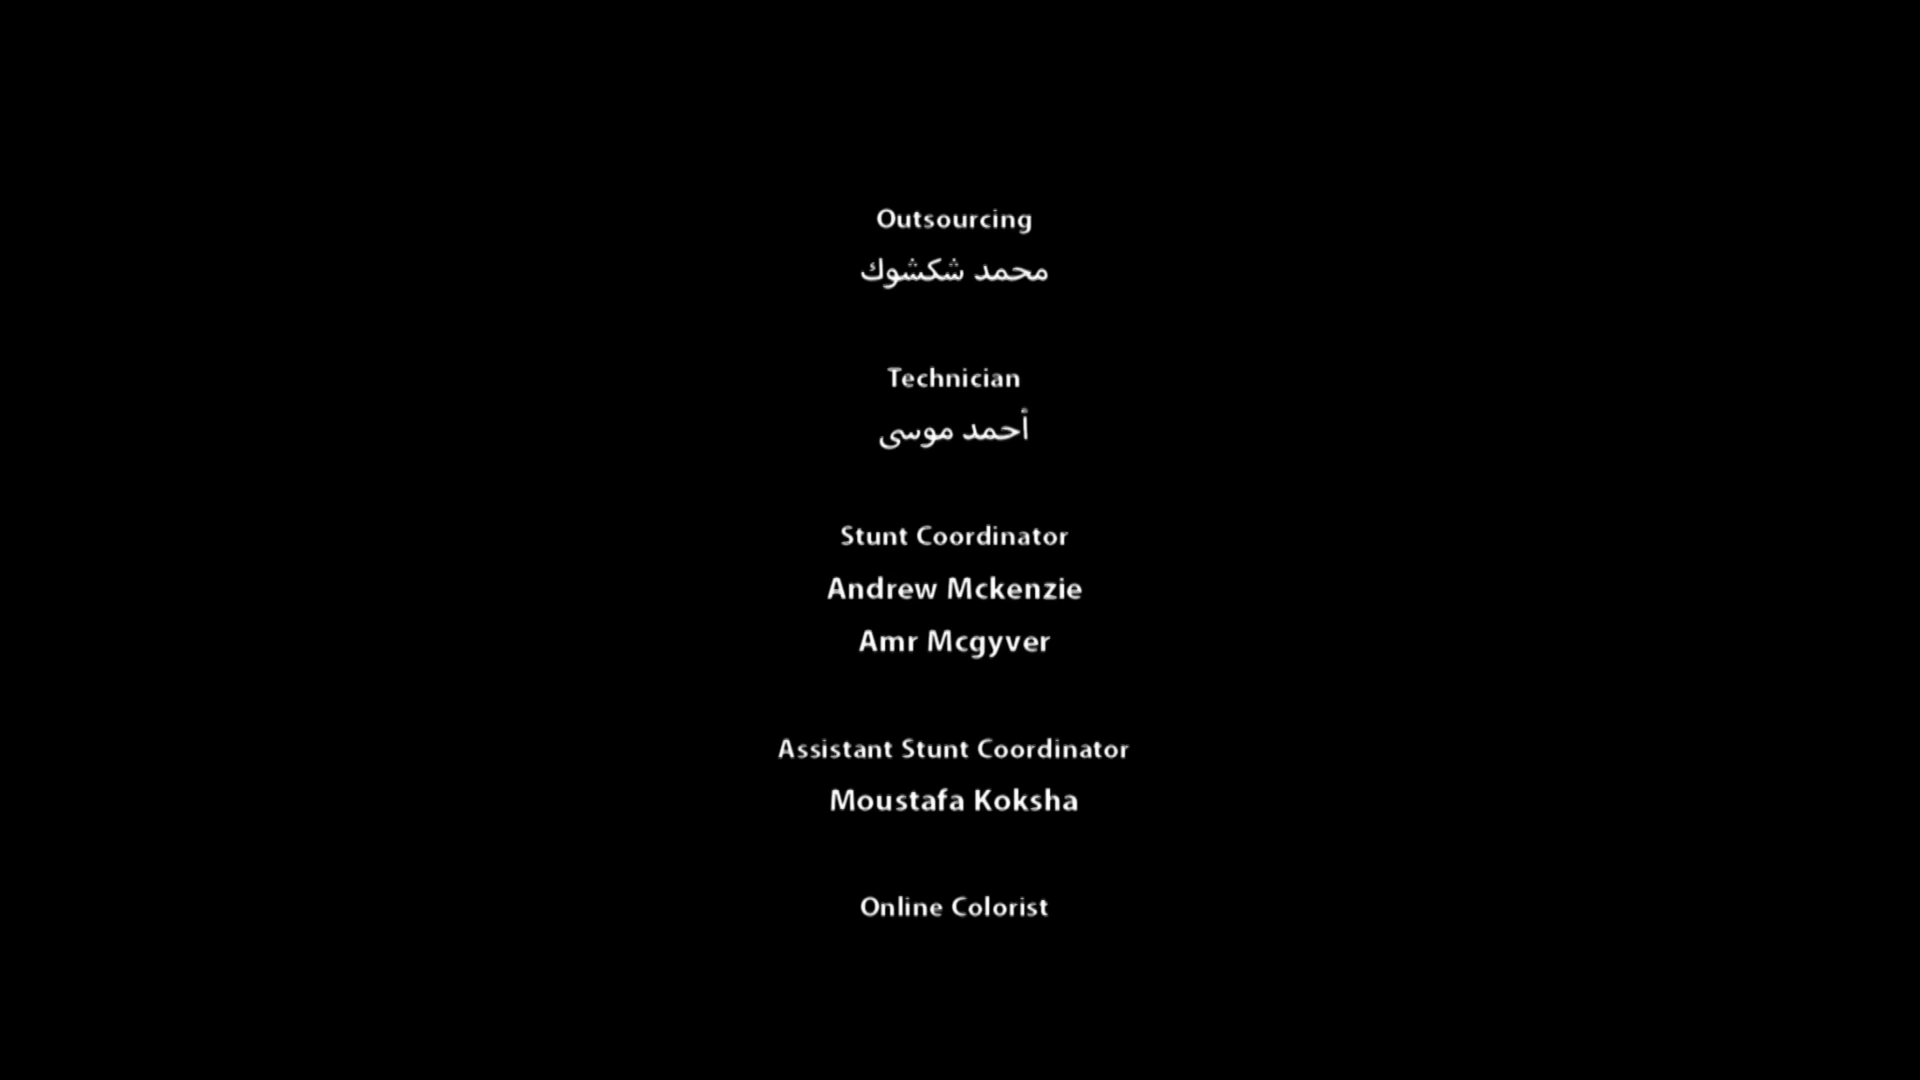 Outsourcing
محمد شكشوك
Technician
أحمد موسى
Stunt Coordinator
Andrew Mckenzie
Amr Mcgyver
Assistant Stunt Coordinator
Moustafa Koksha
Online Colorist